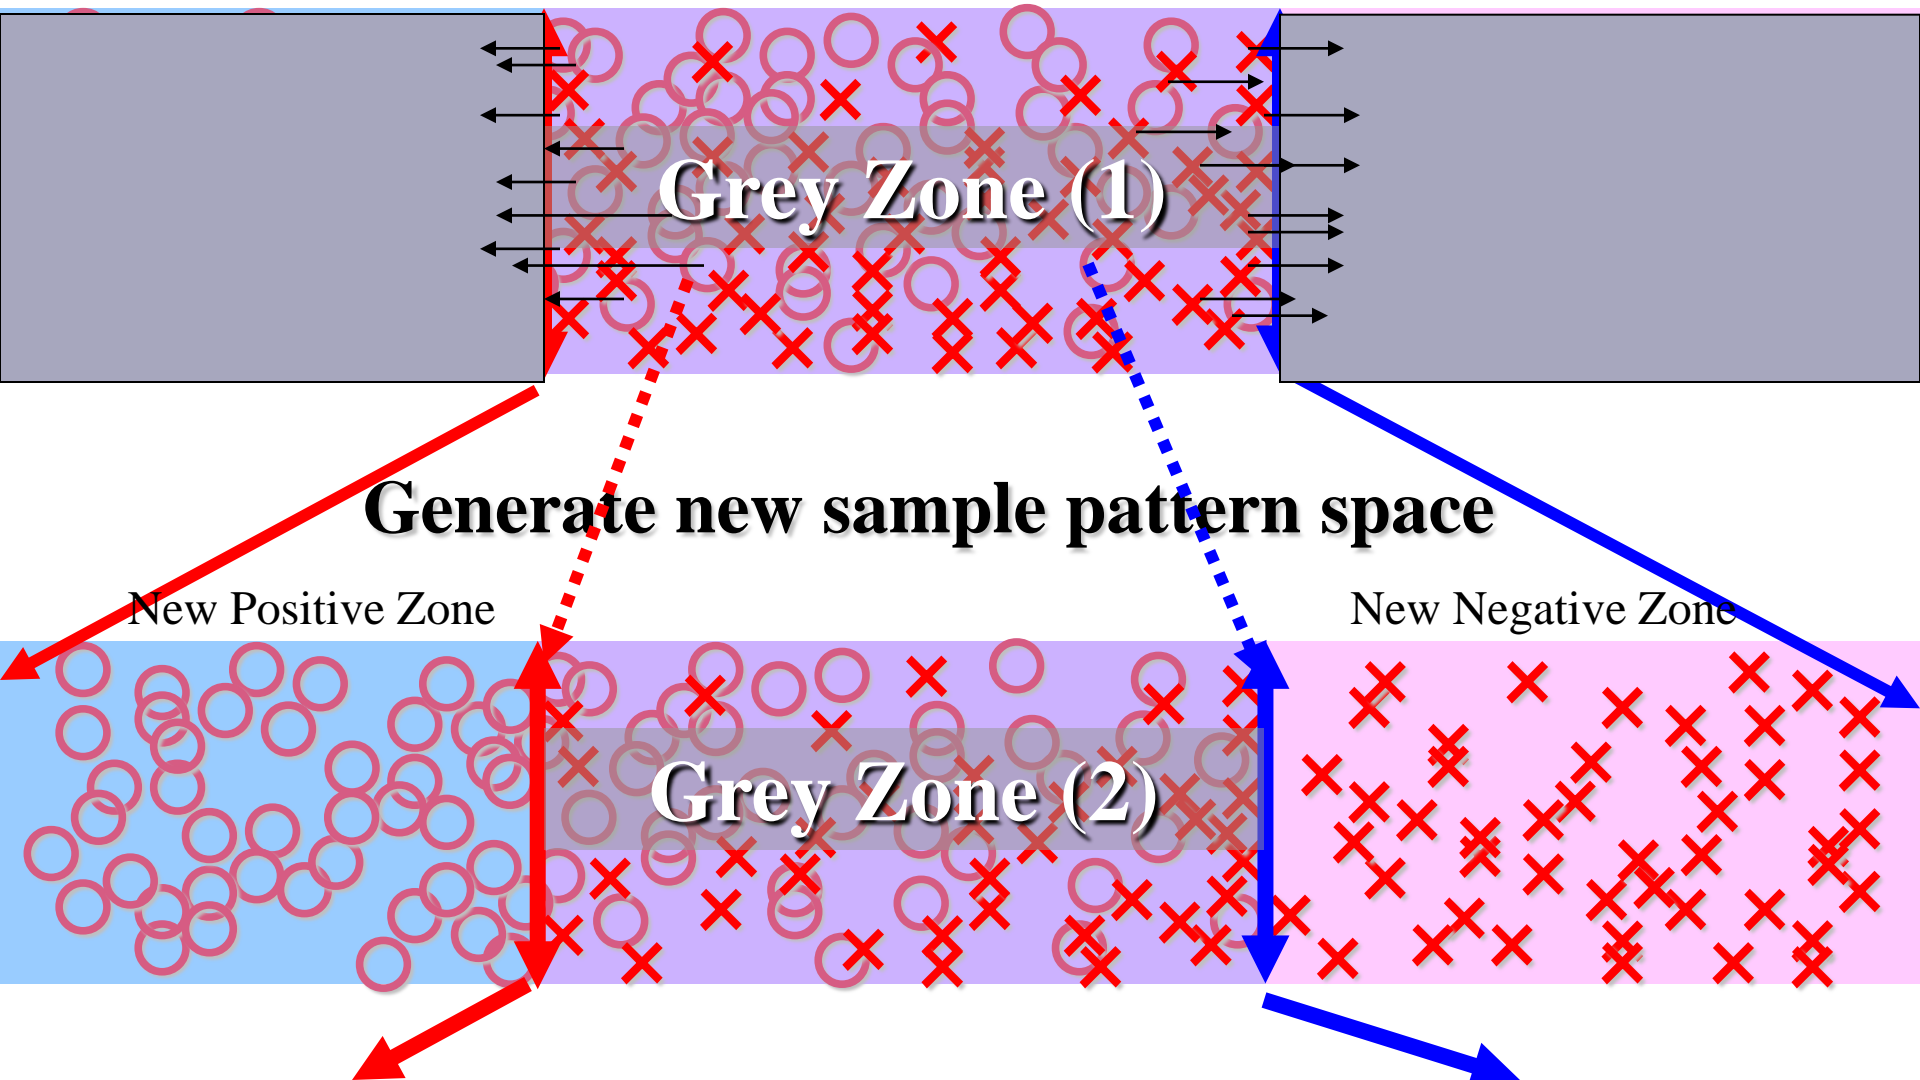 Grey Zone (1)
Generate new sample pattern space
New Positive Zone
New Negative Zone
Grey Zone (2)